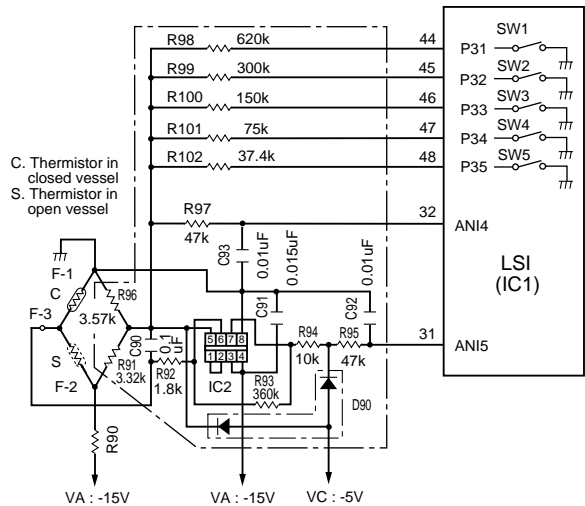 R98 620k 44 P31 SW1
R99 300k 45 P32 SW2
R100 150k 46 P33 SW3
R101 75k 47 P34 SW4
R102 37.4k 48 P35 SW5
C. Thermistor in
closed vessel
S. Thermistor in
open vessel
R97
47k
32 ANI4
LSI
(IC1)
C93
0.01uF
0.015uF
0.01uF
F-1
C
F-3
R96
3.57k
C90
0.1
uF
C91
C92
5 6 7 8
1 2 3 4
IC2
R94
10k
R95
47k
31 ANI5
S
F-2
R91
3.32k
R92
1.8k
R93
360k
D90
R90
VA : -15V
VA : -15V
VC : -5V